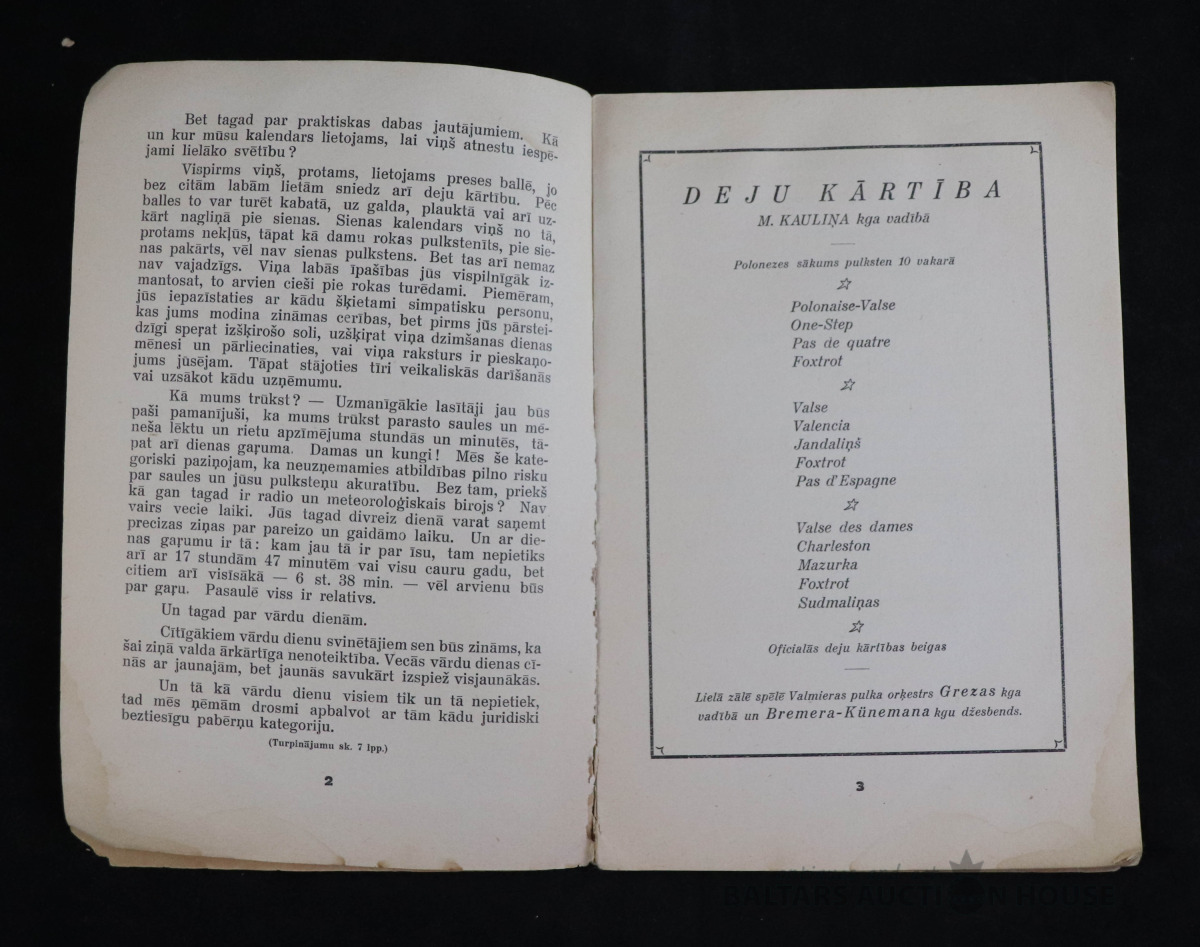 Bet tagad par praktiskas dabas jautājumiem. Kā
un kur mūsu kalendars lietojams, lai viņš atnestu iespē-
jami lielāko svētību?
Vispirms viņš, protams, lietojams preses ballē, jo
bez citām labām lietām sniedz arī deju kārtību. Pēc
balles to var turēt kabatā, uz galda, plauktā vai arī uz-
kārt nagliņā pie sienas. Sienas kalendars viņš no tā,
protams nekļūs, tāpat kā damu rokas pulkstenīts, pie sie-
nas pakārts, vēl nav sienas pulkstens. Bet tas arī nemaz
nav vajadzīgs. Viņa labās īpašības jūs vispilnīgāk iz-
mantosat, to arvien cieši pie rokas turēdami. Piemēram,
jūs iepazīstaties ar kādu šķietami simpatisku personu,
kas jums modina zināmas cerības, bet pirms jūs pārstei-
dzīgi speŗat izšķirošo soli, uzšķiŗat viņa dzimšanas dienas
mēnesi un pārliecinaties, vai viņa raksturs ir pieskaņo-
jums jūsējam. Tāpat stājoties tīri veikaliskās darīšanās
vai uzsākot kādu uzņēmumu.
Kā mums trūkst? — Uzmanīgākie lasītāji jau būs
paši pamanījuši, ka mums trūkst parasto saules un mē-
neša lēktu un rietu apzīmējuma stundās un minutēs, tā-
pat arī dienas gaŗuma. Damas un kungi! Mēs še kate-
goriski paziņojam, ka neuzņemamies atbildības pilno risku
par saules un jūsu pulksteņu akuratību. Bez tam, priekš
kā gan tagad ir radio un meteoroloģiskais birojs? Nav
vairs vecie laiki. Jūs tagad divreiz dienā varat saņemt
precizas ziņas par pareizo un gaidāmo laiku. Un ar die-
nas gaŗumu ir tā: kam jau tā ir par īsu, tam nepietiks
arī ar 17 stundām 47 minutēm vai visu cauru gadu, bet
citiem arī visīsākā — 6 st. 38 min. — vēl arvienu būs
par gaŗu. Pasaulē viss ir relativs.
Un tagad par vārdu dienām.
Cītīgākiem vārdu dienu svinētājiem sen būs zināms, ka
šai ziņā valda ārkārtīga nenoteiktība. Vecās vārdu dienas cī-
nās ar jaunajām, bet jaunās savukārt izspiež visjaunākās.
Un tā kā vārdu dienu visiem tik un tā nepietiek,
tad mēs ņēmām drosmi apbalvot ar tām kādu juridiski
beztiesīgu pabērņu kategoriju.
(Turpinājumu sk. 7 lpp.)
2
DEJU KĀRTĪBA
M. KAULIŅA kga vadībā
Polonezes sākums pulksten 10 vakarā
Polonaise-Valse
One-Step
Pas de quatre
Foxtrot
Valse
Valencia
Jandaliņš
Foxtrot
Pas d'Espagne
Valse des dames
Charleston
Mazurka
Foxtrot
Sudmaliņas
Oficialās deju kārtības beigas
Lielā zālē spēlē Valmieras pulka orķestrs Grezas kga
vadībā un Bremera-Künemana kgu džesbends.
3
BALTARS AUCTION HOUSE